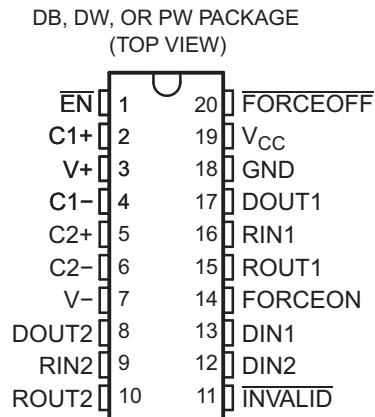 DB, DW, OR PW PACKAGE
(TOP VIEW)
EN 1 20 FORCEOFF
C1+ 2 19 VCC
V+ 3 18 GND
C1− 4 17 DOUT1
C2+ 5 16 RIN1
C2− 6 15 ROUT1
V− 7 14 FORCEON
DOUT2 8 13 DIN1
RIN2 9 12 DIN2
ROUT2 10 11 INVALID